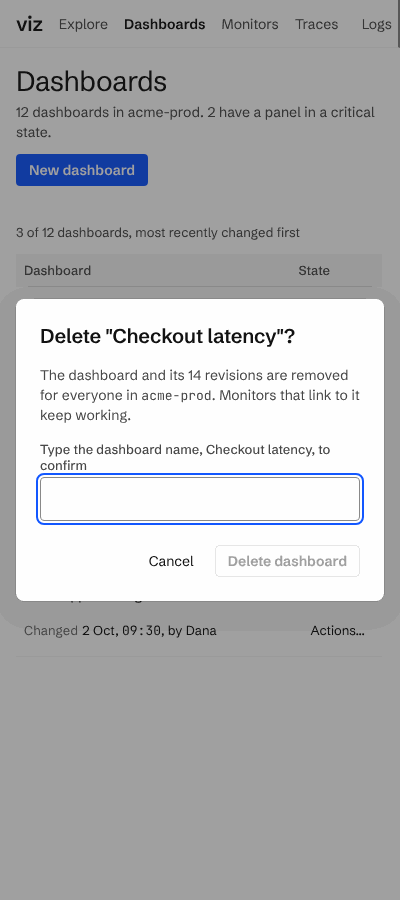 viz Explore Dashboards Monitors Traces Logs
Dashboards
12 dashboards in acme-prod. 2 have a panel in a critical
state.
New dashboard
3 of 12 dashboards, most recently changed first
Dashboard State
Delete "Checkout latency"?
The dashboard and its 14 revisions are removed
for everyone in acme-prod. Monitors that link to it
keep working.
Type the dashboard name, Checkout latency, to
confirm
Cancel Delete dashboard
Changed 2 Oct, 09:30, by Dana Actions...